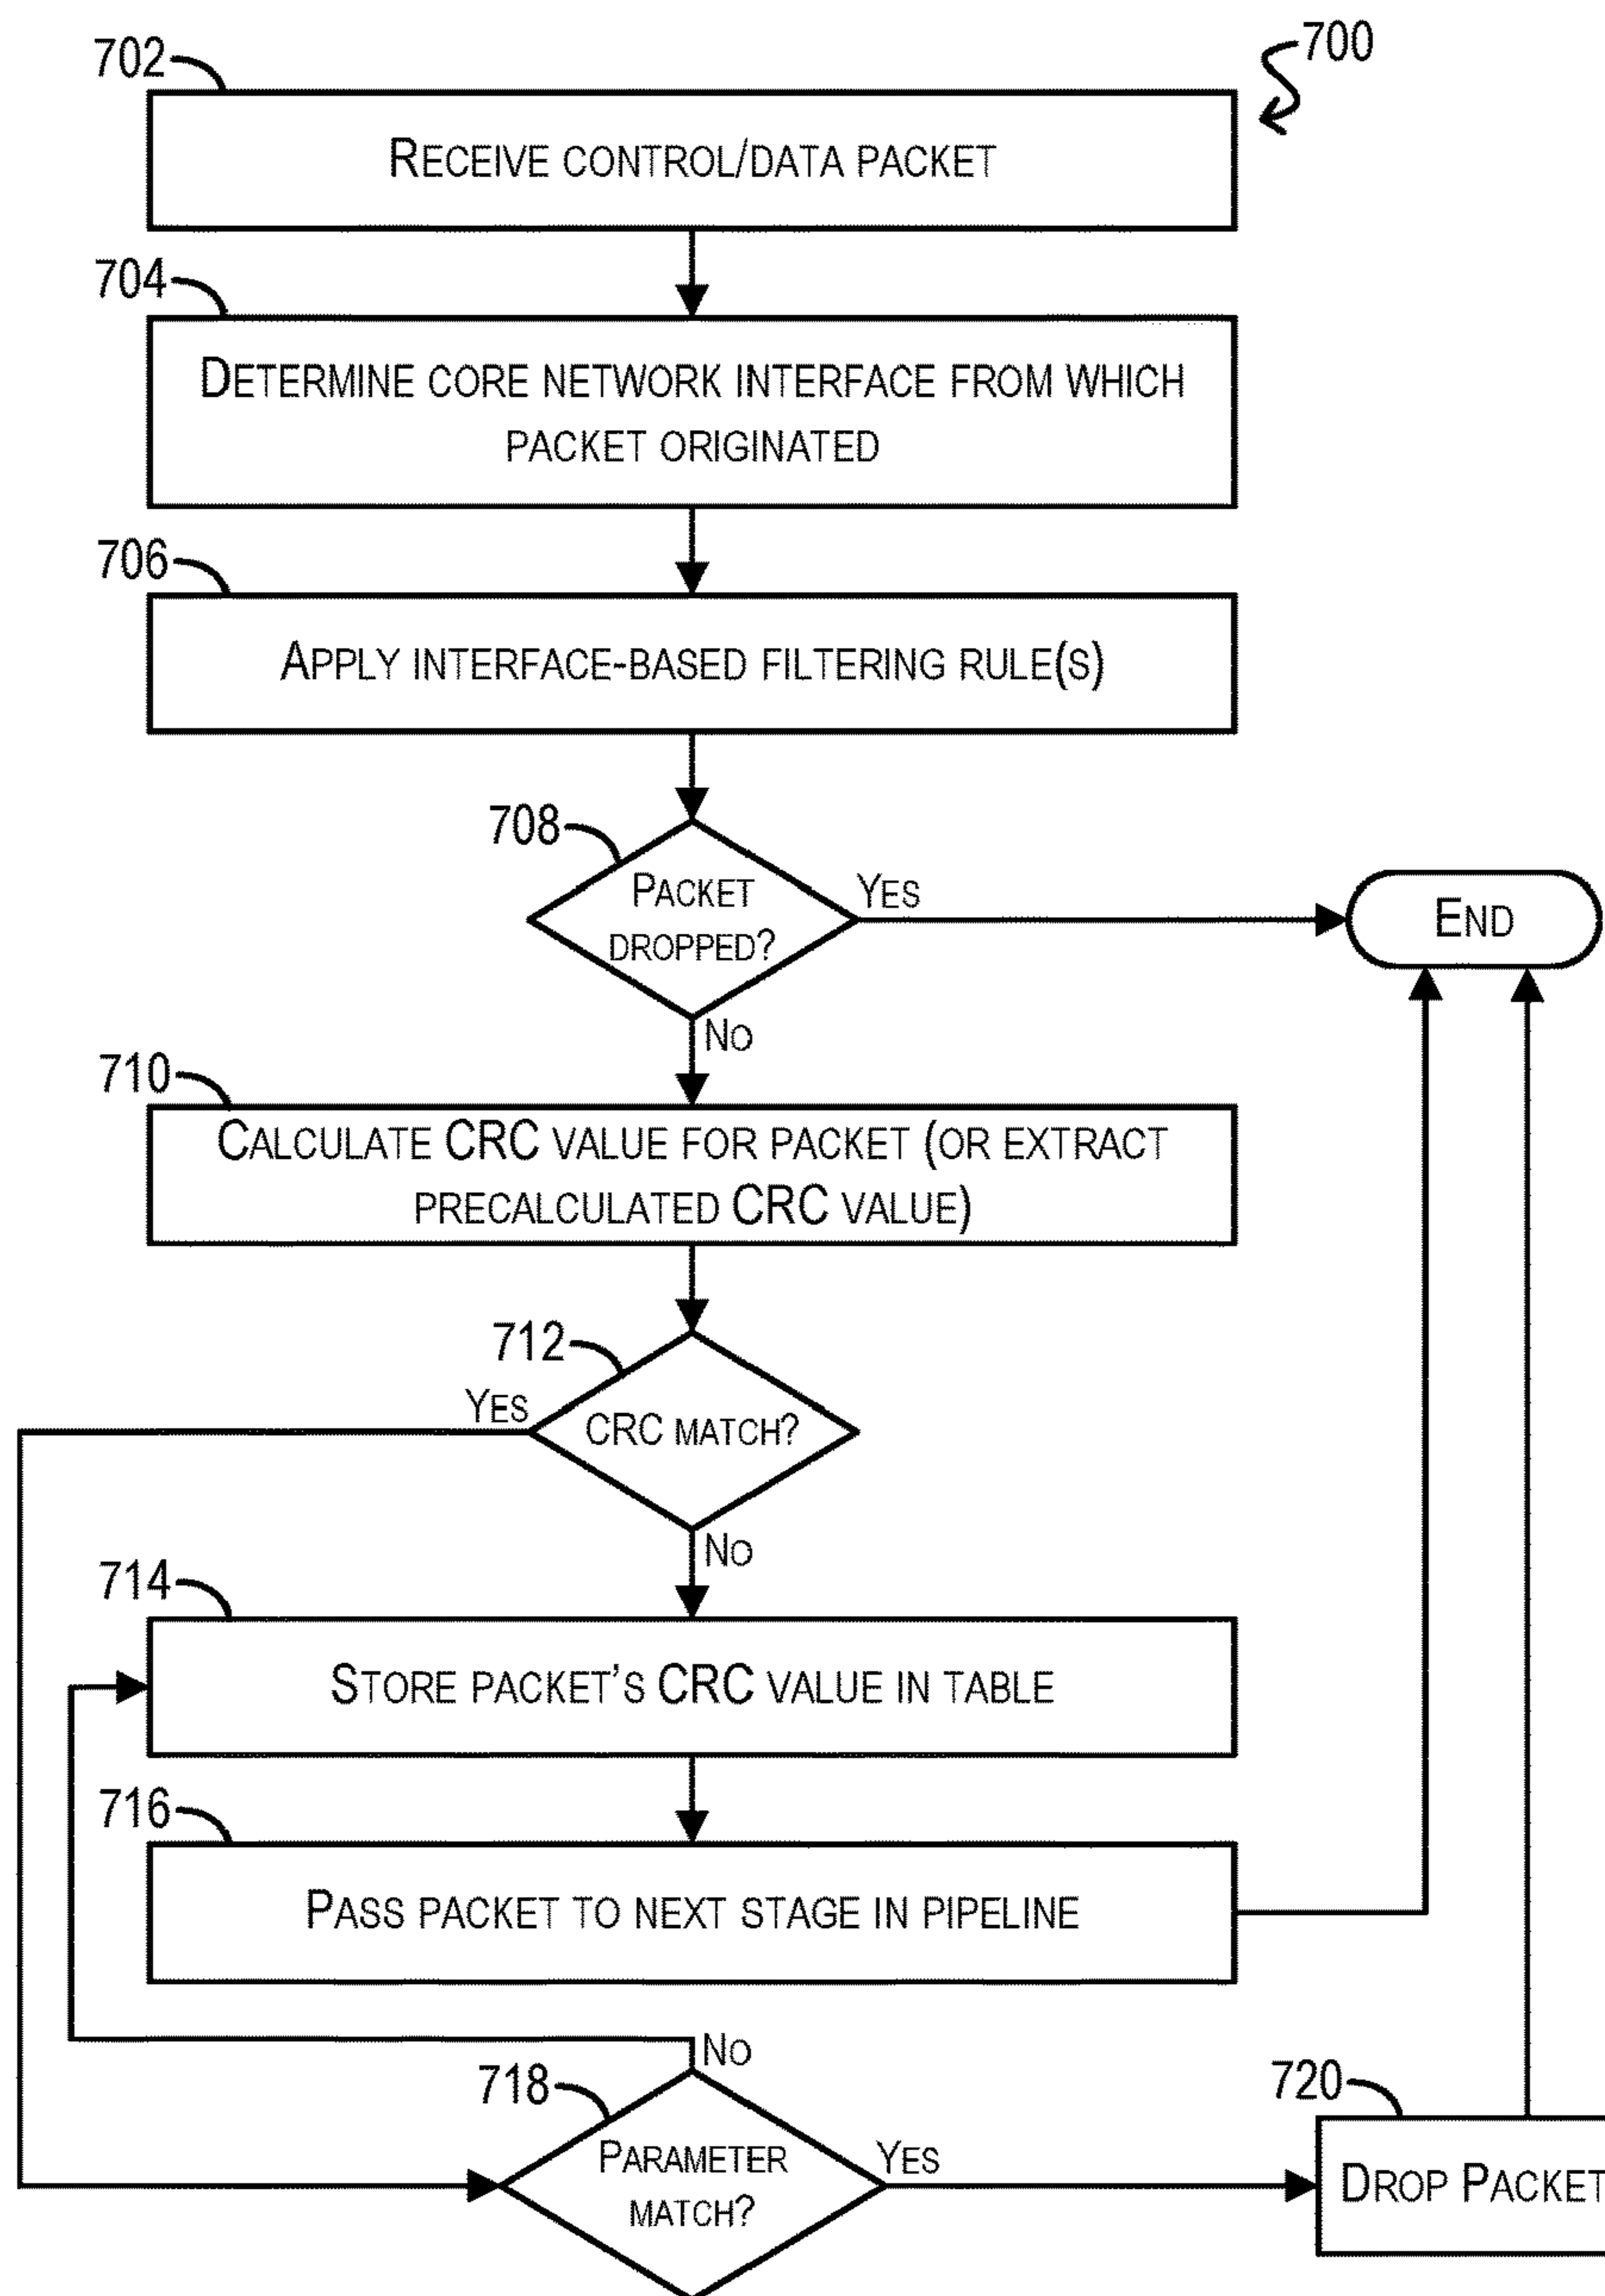 702
700
Receive control/data packet
704
Determine core network interface from which
packet originated
706
Apply interface-based filtering rule(s)
708
Packet
dropped?
Yes
End
No
710
Calculate CRC value for packet (or extract
precalculated CRC value)
712
Yes
CRC match?
No
714
Store packet's CRC value in table
716
Pass packet to next stage in pipeline
No
718
Parameter
match?
Yes
720
Drop Packet